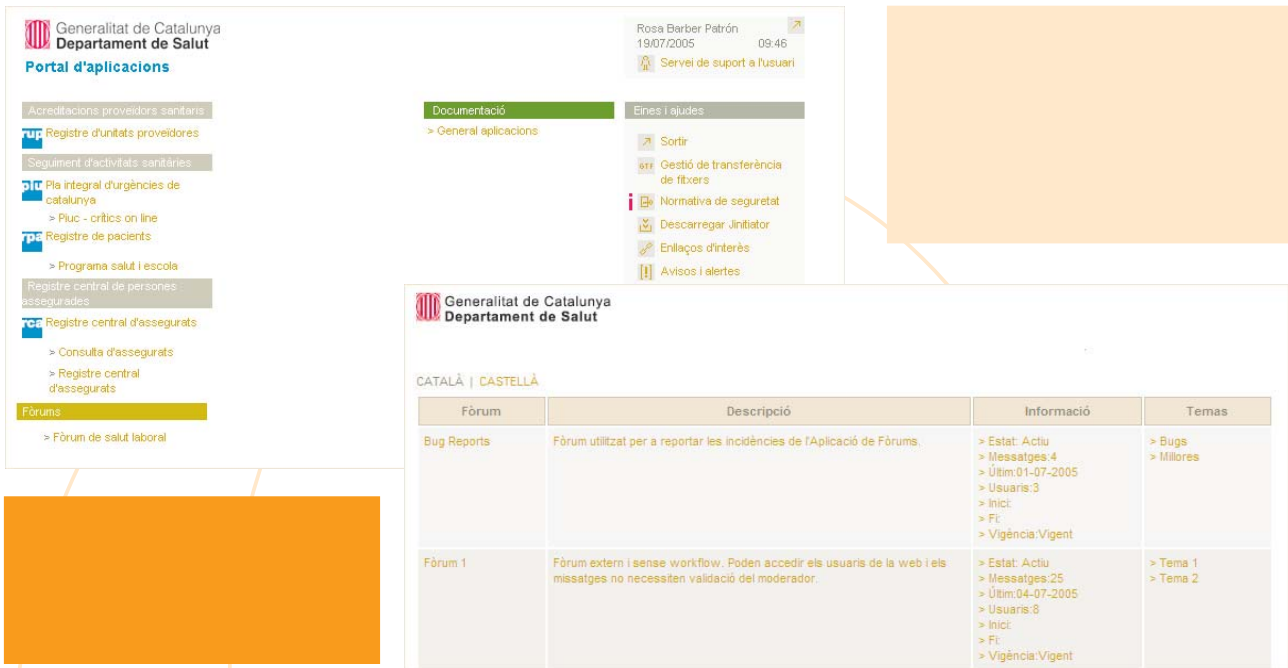 Generalitat de Catalunya
Departament de Salut
Portal d'aplicacions
Rosa Barber Patrón
19/07/2005 09:46
Servei de suport a l'usuari
Acreditacions proveïdors sanitaris
rup Registre d'unitats proveïdores
Seguiment d'activitats sanitàries
plu Pla integral d'urgències de
catalunya
> Piuc - crítics on line
rpa Registre de pacients
> Programa salut i escola
Registre central de persones
assegurades
rca Registre central d'assegurats
> Consulta d'assegurats
> Registre central
d'assegurats
Fòrums
> Fòrum de salut laboral
Documentació
> General aplicacions
Eines i ajudes
Sortir
GTF Gestió de transferència
de fitxers
Normativa de seguretat
Descarregar Jinitiator
Enllaços d'interès
Avisos i alertes
Generalitat de Catalunya
Departament de Salut
CATALÀ | CASTELLÀ
Fòrum Descripció Informació Temas
Bug Reports
Fòrum utilitzat per a reportar les incidències de l'Aplicació de Fòrums.
> Estat: Actiu
> Messatges:4
> Últim:01-07-2005
> Usuaris:3
> Inici:
> Fi:
> Vigència:Vigent
> Bugs
> Millores
Fòrum 1
Fòrum extern i sense workflow. Poden accedir els usuaris de la web i els
missatges no necessiten validació del moderador.
> Estat: Actiu
> Messatges:25
> Últim:04-07-2005
> Usuaris:8
> Inici:
> Fi:
> Vigència:Vigent
> Tema 1
> Tema 2